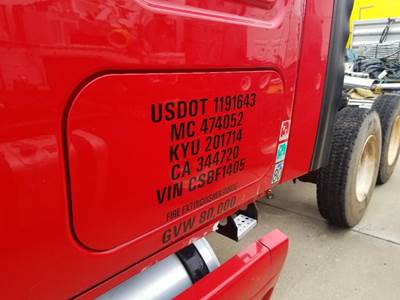 USDOT 1191643
MC 474052
KYU 201714
CA 344720
VIN CSBF1405
FIRE EXTINGUISHER INSIDE
GVW 80,000